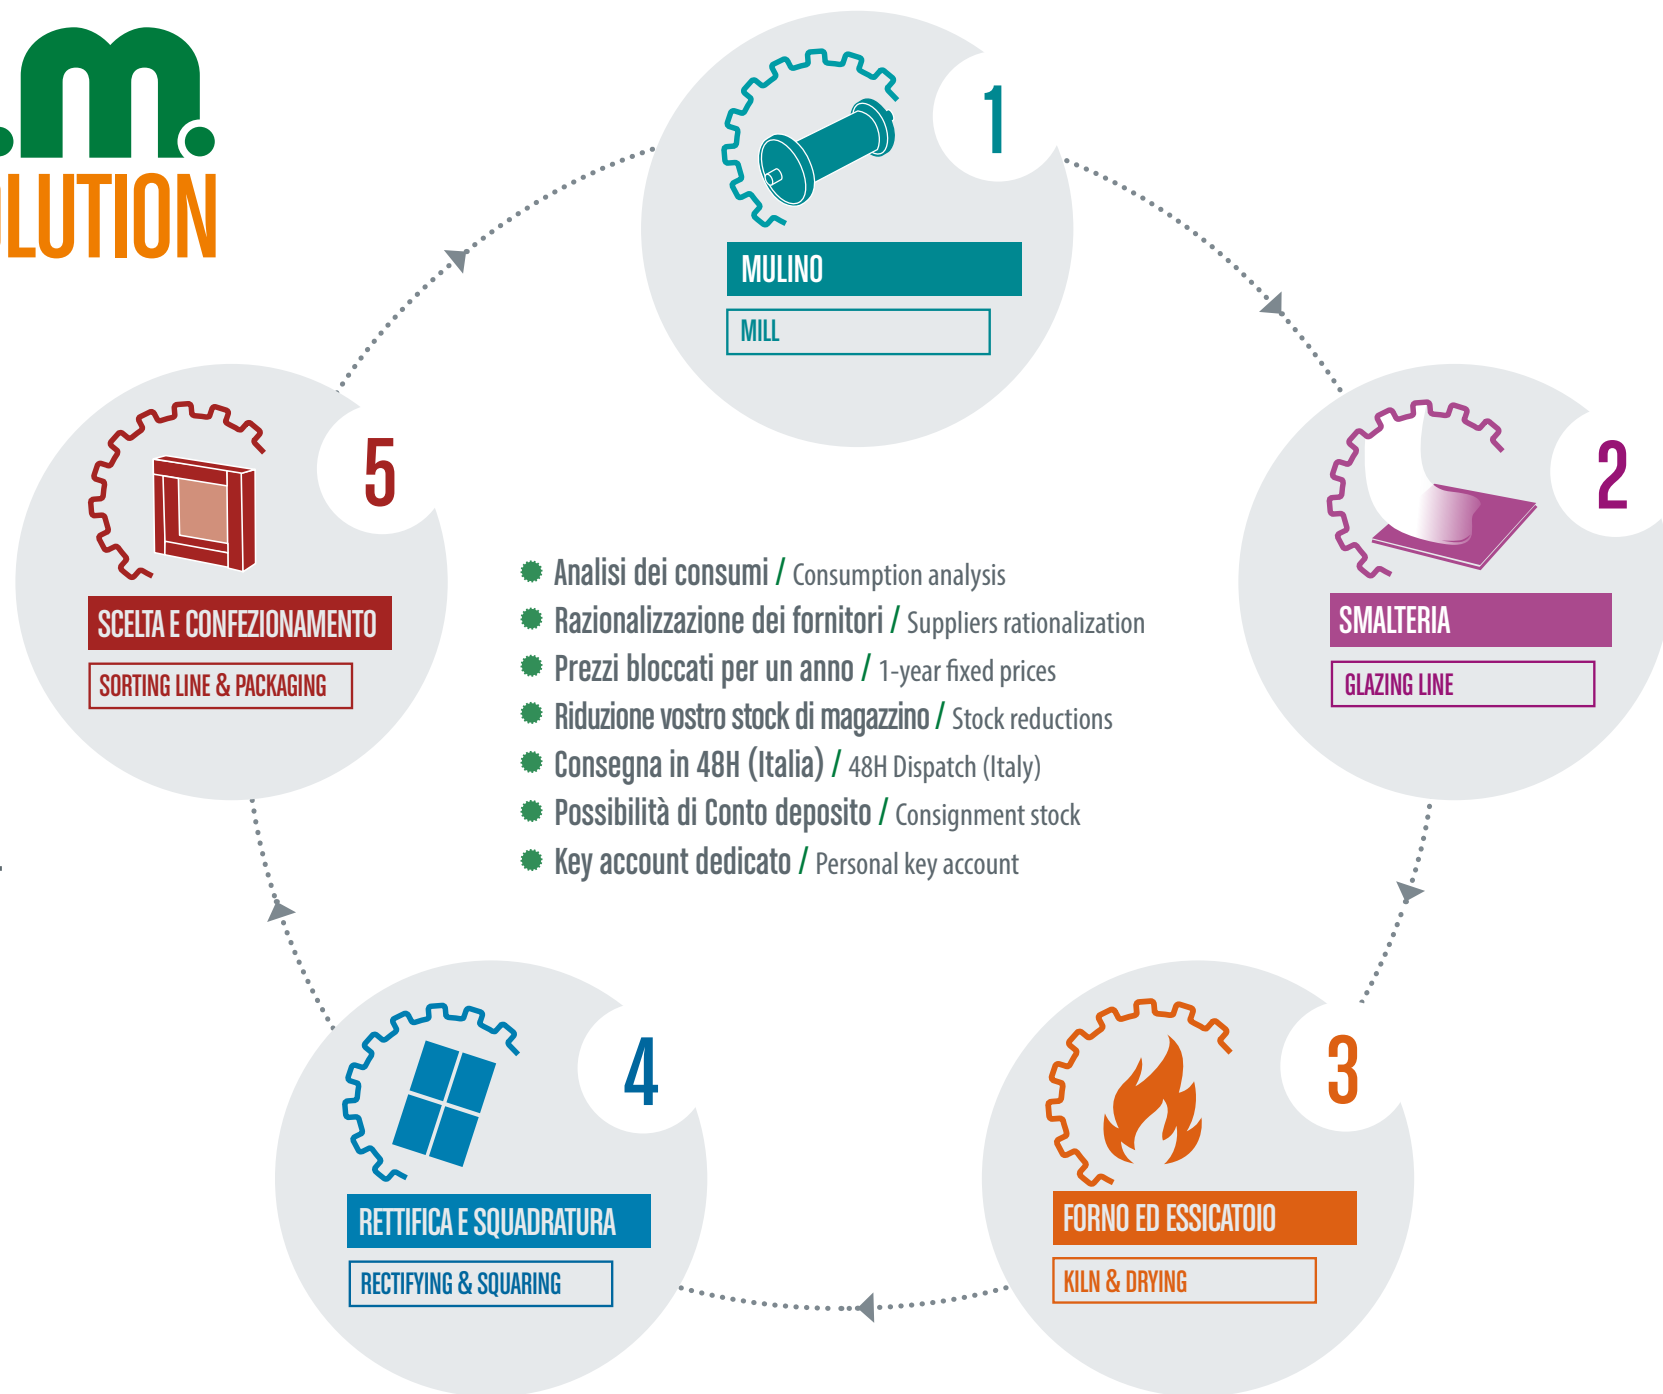 .m.
OLUTION
1
MULINO
MILL
2
SMALTERIA
GLAZING LINE
3
FORNO ED ESSICATOIO
KILN & DRYING
4
RETTIFICA E SQUADRATURA
RECTIFYING & SQUARING
5
SCELTA E CONFEZIONAMENTO
SORTING LINE & PACKAGING
Analisi dei consumi / Consumption analysis
Razionalizzazione dei fornitori / Suppliers rationalization
Prezzi bloccati per un anno / 1-year fixed prices
Riduzione vostro stock di magazzino / Stock reductions
Consegna in 48H (Italia) / 48H Dispatch (Italy)
Possibilità di Conto deposito / Consignment stock
Key account dedicato / Personal key account